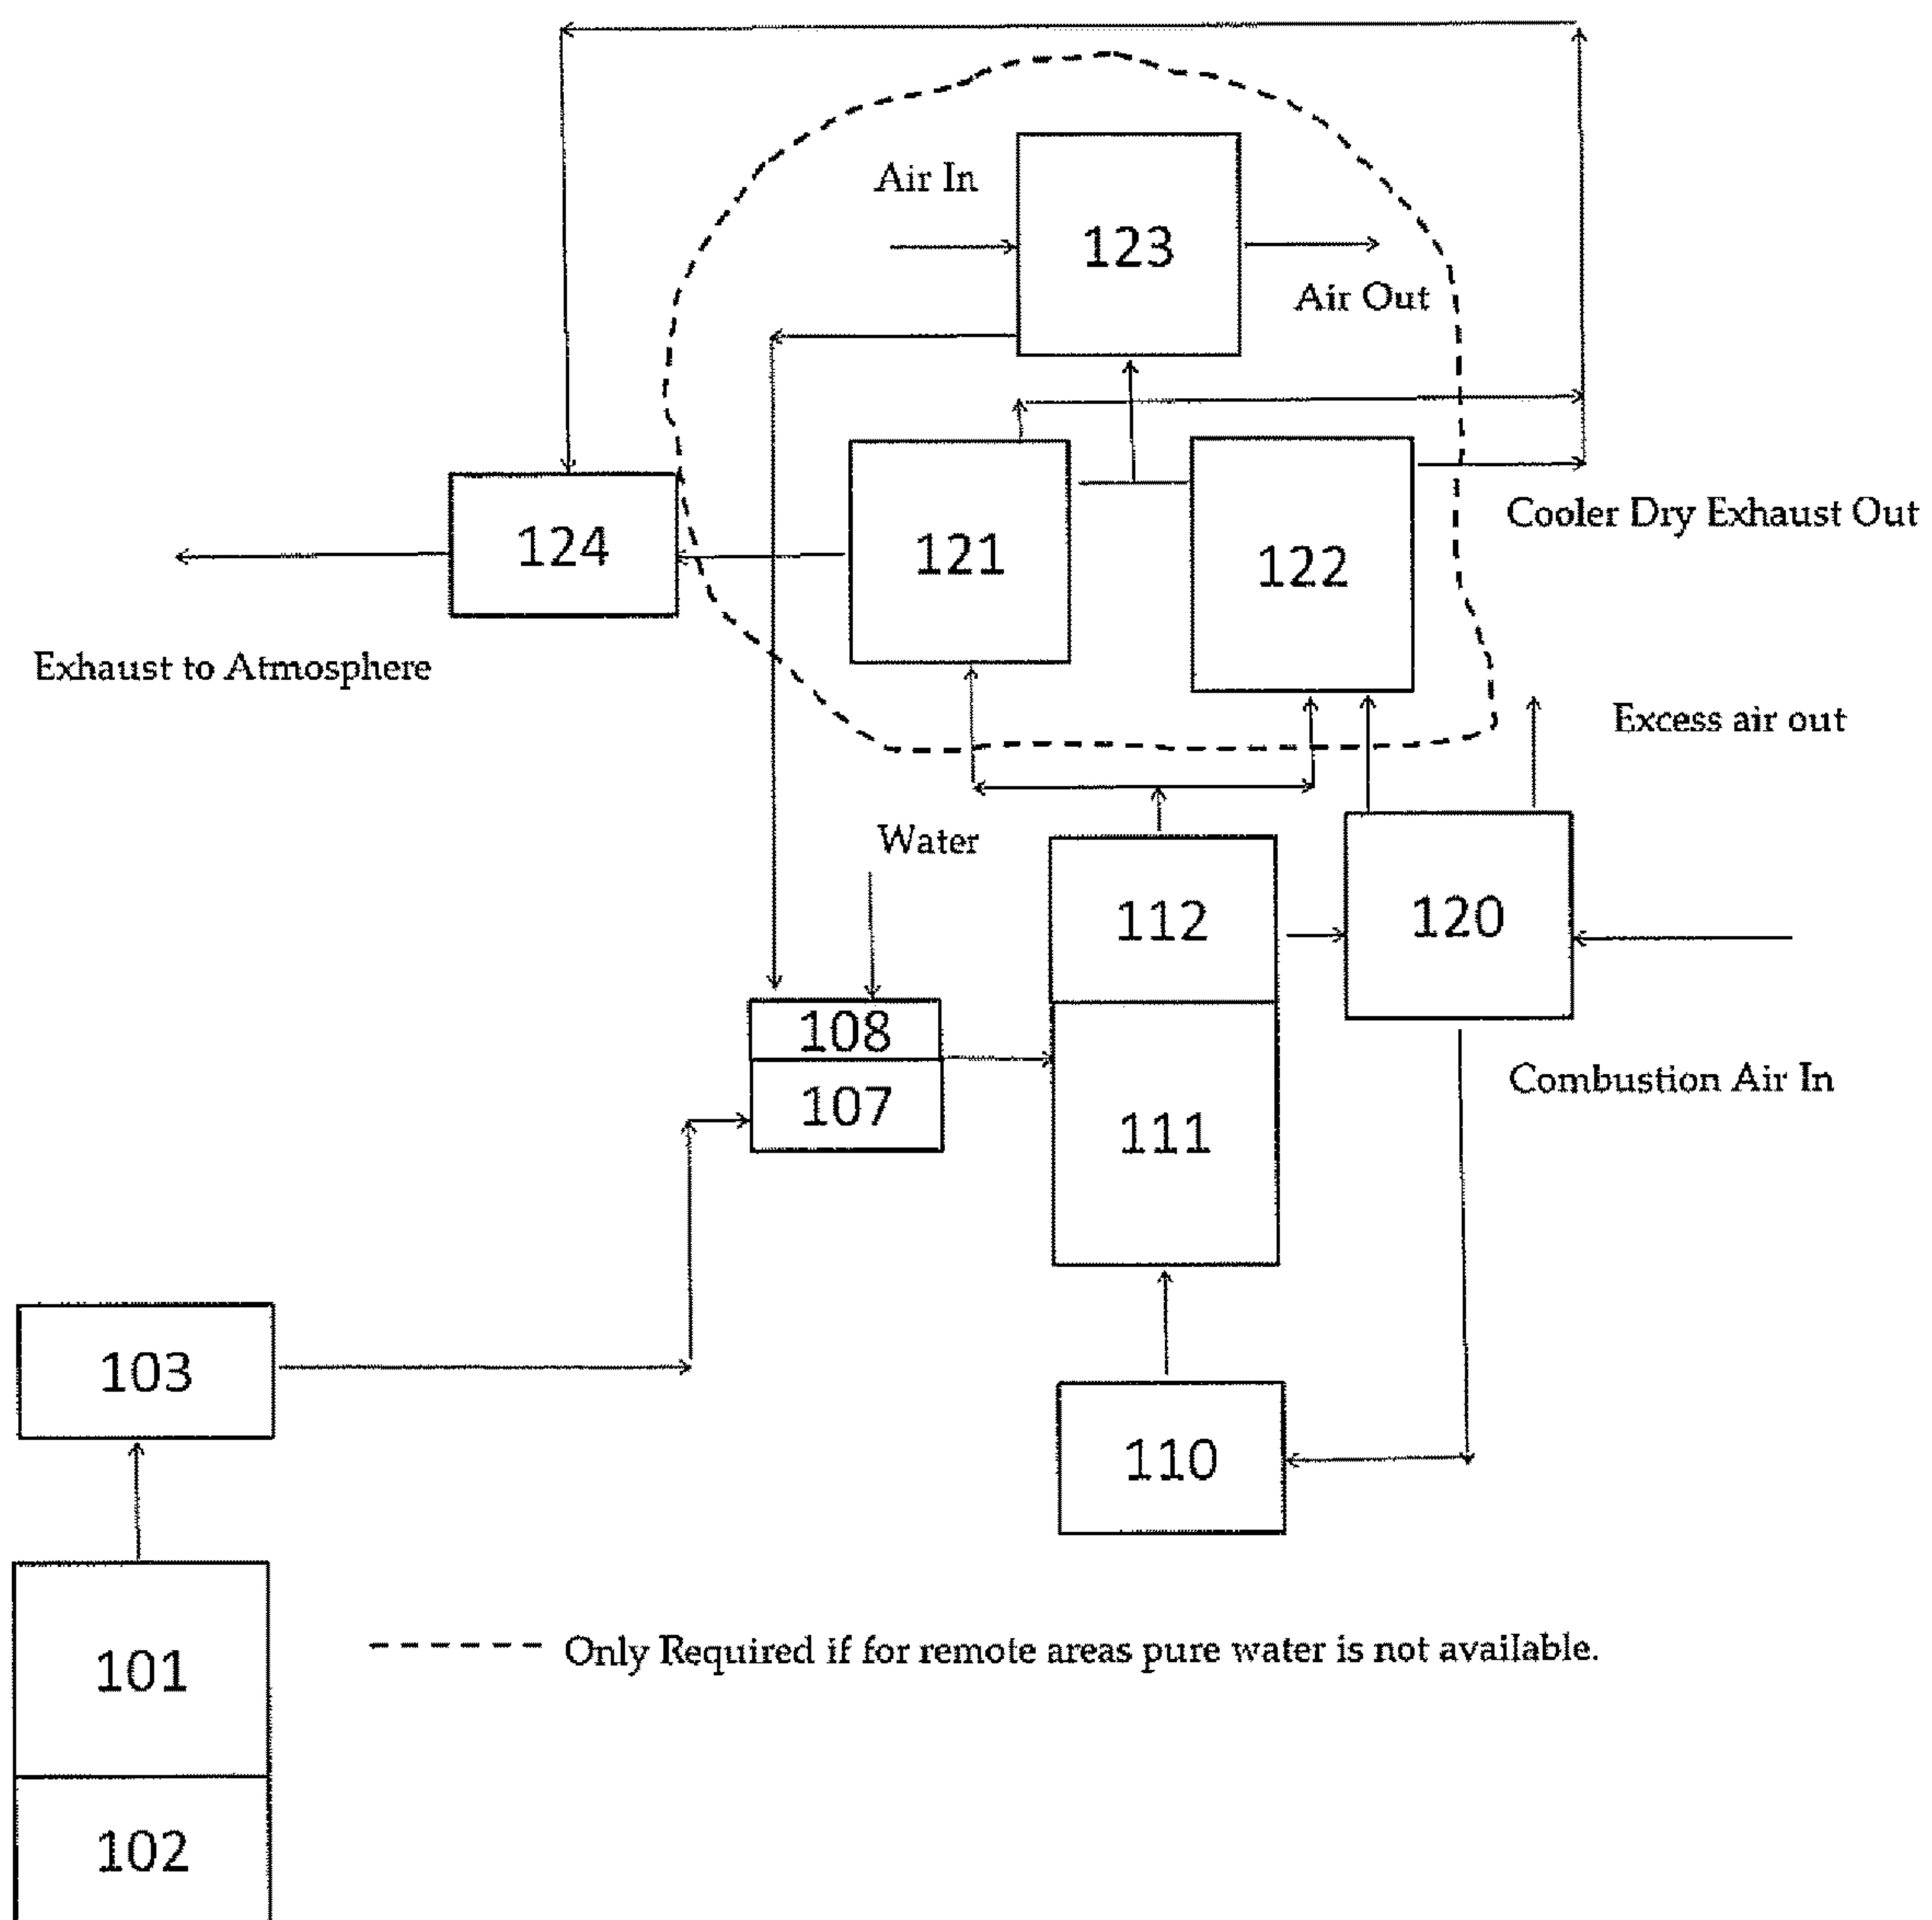 Air In
123
Air Out
124
121
122
Cooler Dry Exhaust Out
Exhaust to Atmosphere
Excess air out
Water
112
120
108
107
111
Combustion Air In
103
110
101
Only Required if for remote areas pure water is not available.
102